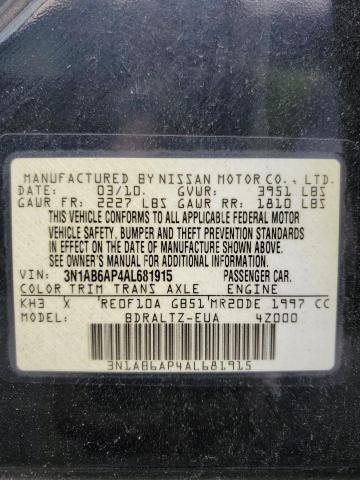 MANUFACTURED BY NISSAN MOTOR CO., LTD.
DATE: 03/10. GVWR: 3951 LBS
GAWR FR: 2227 LBS GAWR RR: 1810 LBS
THIS VEHICLE CONFORMS TO ALL APPLICABLE FEDERAL MOTOR
VEHICLE SAFETY, BUMPER AND THEFT PREVENTION STANDARDS
IN EFFECT ON THE DATE OF MANUFACTURE SHOWN ABOVE.
SEE OWNER'S MANUAL FOR ADDITIONAL INFORMATION.
VIN: 3N1AB6AP4AL681915 PASSENGER CAR.
COLOR TRIM TRANS AXLE ENGINE
KH3 X RE0F10A GB51 MR20DE 1997 CC
MODEL: BDRALTZ-EUA 4Z000
3N1AB6AP4AL681915